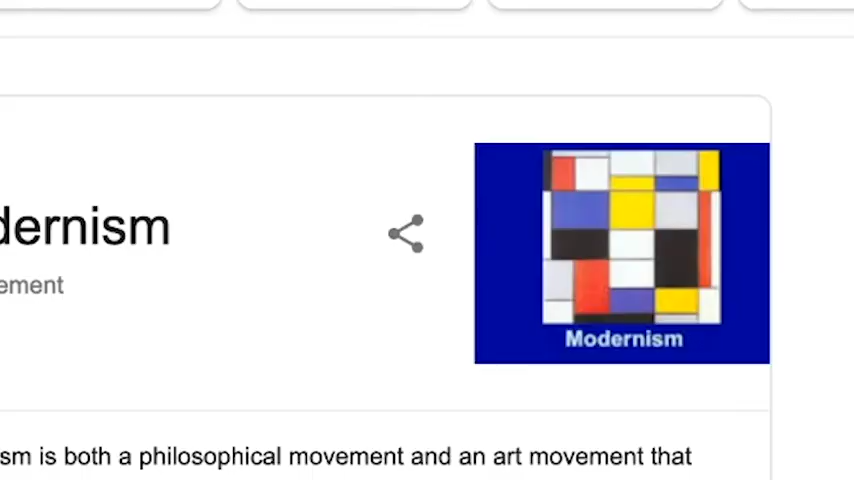 dernism
ement
Modernism
sm is both a philosophical movement and an art movement that